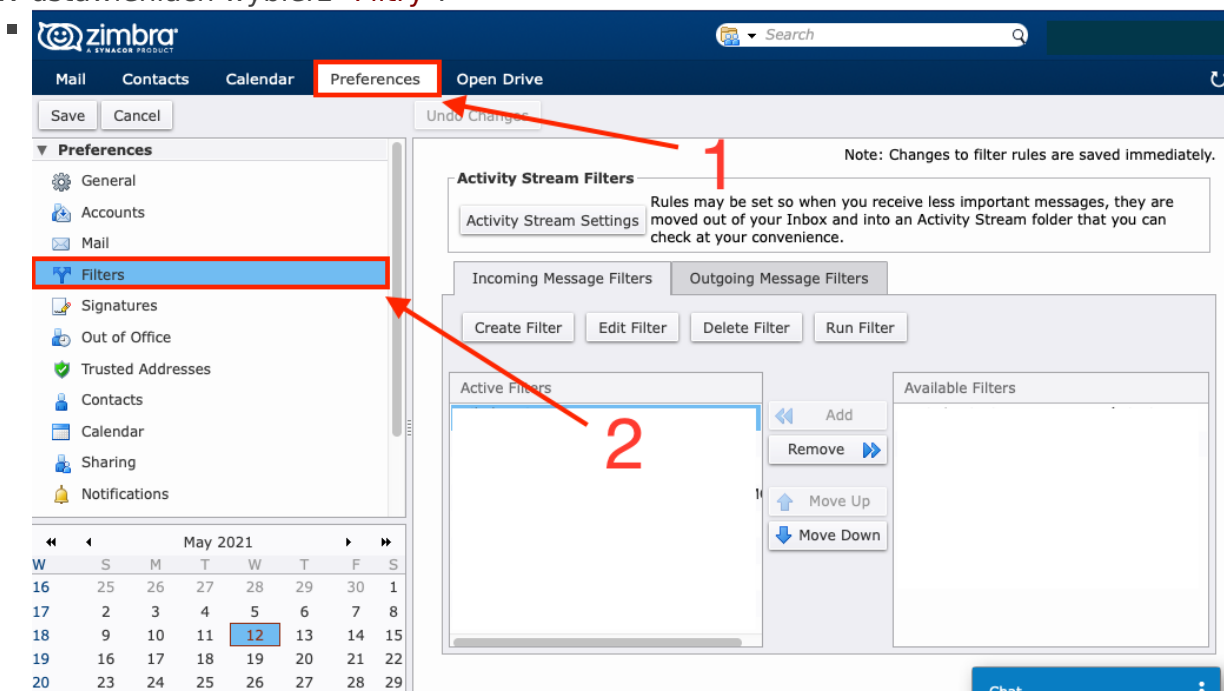 ustawieniach wybierz "Filtry".
zimbra
A SYNACOR PRODUCT
Search
Mail Contacts Calendar Preferences Open Drive
Save Cancel Undo Changes
Preferences
Note: Changes to filter rules are saved immediately.
1
General
Accounts
Mail
Filters
Signatures
Out of Office
Trusted Addresses
Contacts
Calendar
Sharing
Notifications
Activity Stream Filters
Activity Stream Settings
Rules may be set so when you receive less important messages, they are
moved out of your Inbox and into an Activity Stream folder that you can
check at your convenience.
Incoming Message Filters Outgoing Message Filters
Create Filter Edit Filter Delete Filter Run Filter
Active Filters
Available Filters
2
Add
Remove
Move Up
Move Down
May 2021
W S M T W T F S
16 25 26 27 28 29 30 1
17 2 3 4 5 6 7 8
18 9 10 11 12 13 14 15
19 16 17 18 19 20 21 22
20 23 24 25 26 27 28 29
Chat